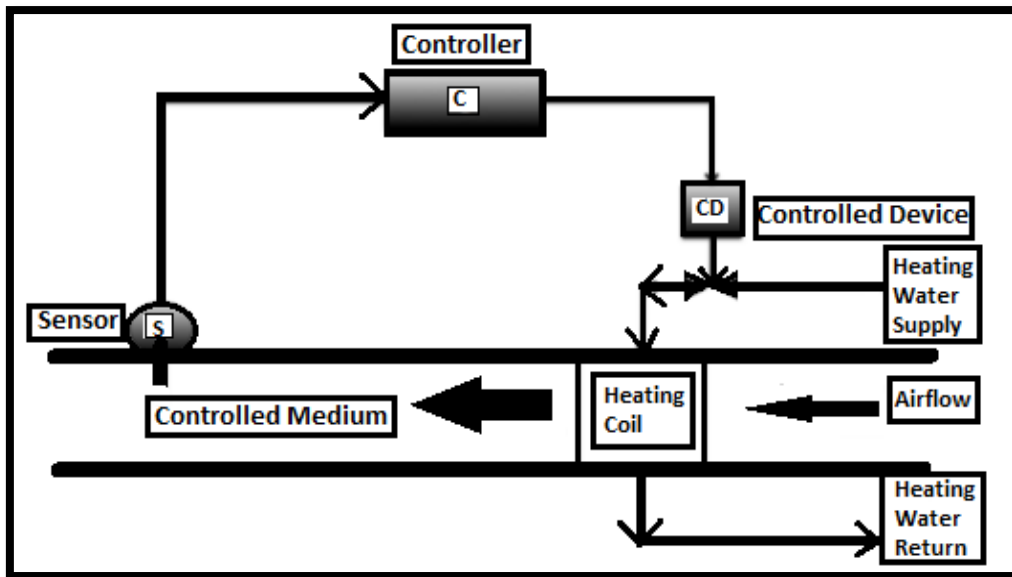 Controller
C
CD
Controlled Device
Heating
Water
Supply
Sensor
S
Controlled Medium
Heating
Coil
Airflow
Heating
Water
Return